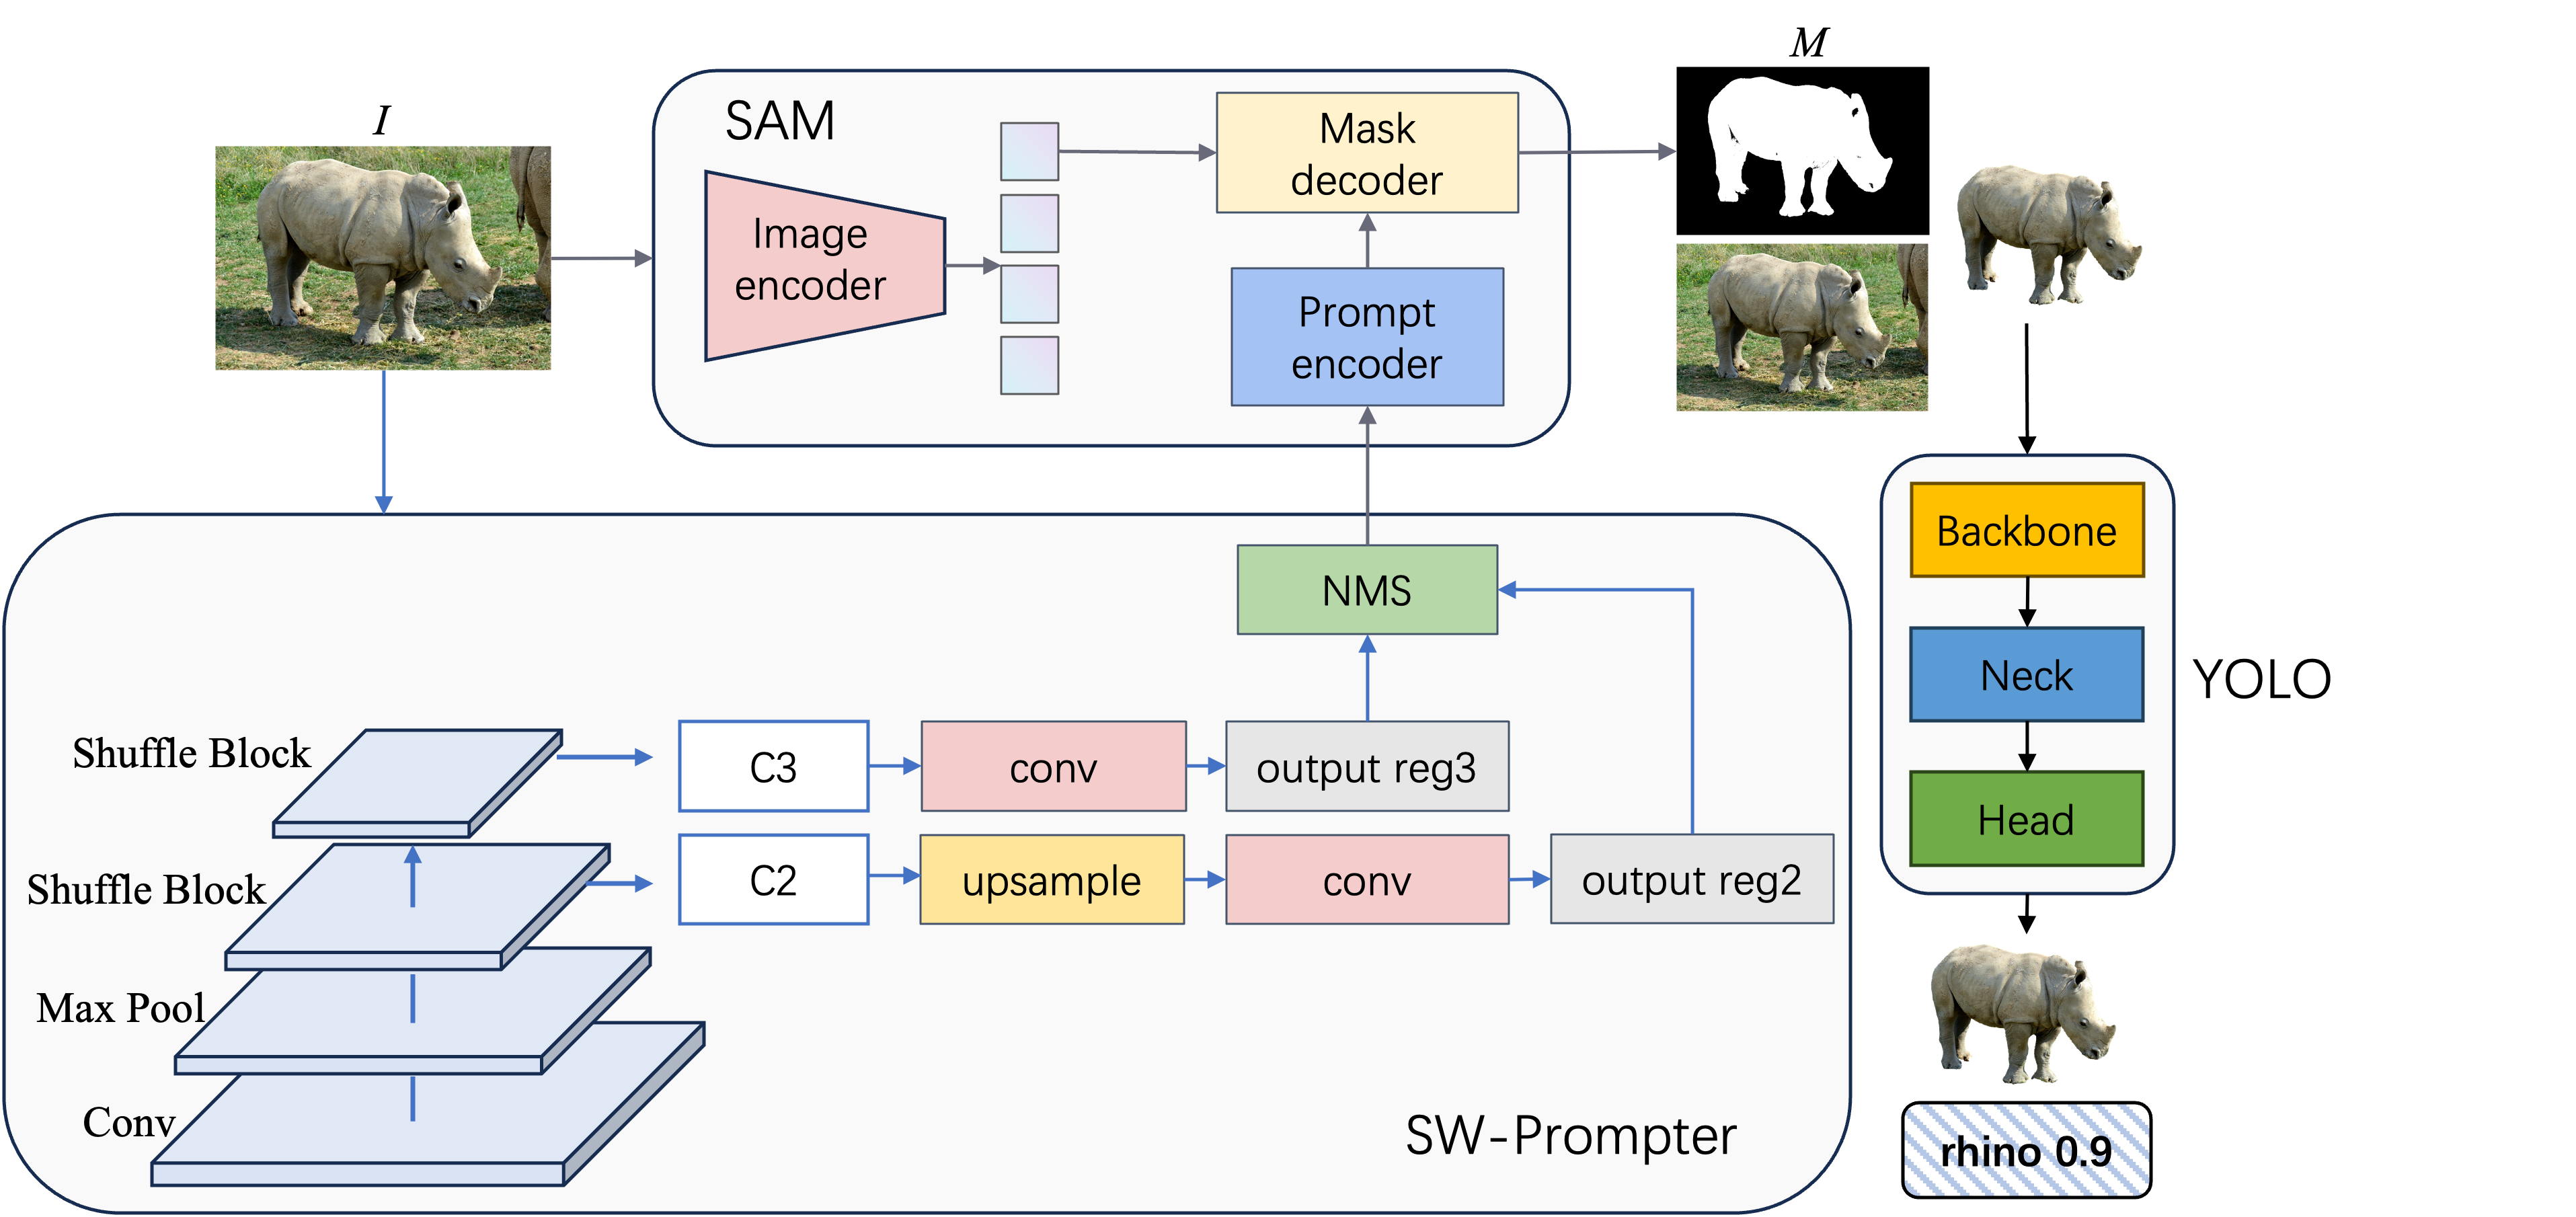 I
SAM
Image
encoder
Mask
decoder
Prompt
encoder
M
NMS
Shuffle Block
C3
conv
output reg3
Shuffle Block
C2
upsample
conv
output reg2
Max Pool
Conv
SW-Prompter
Backbone
Neck
Head
YOLO
rhino 0.9